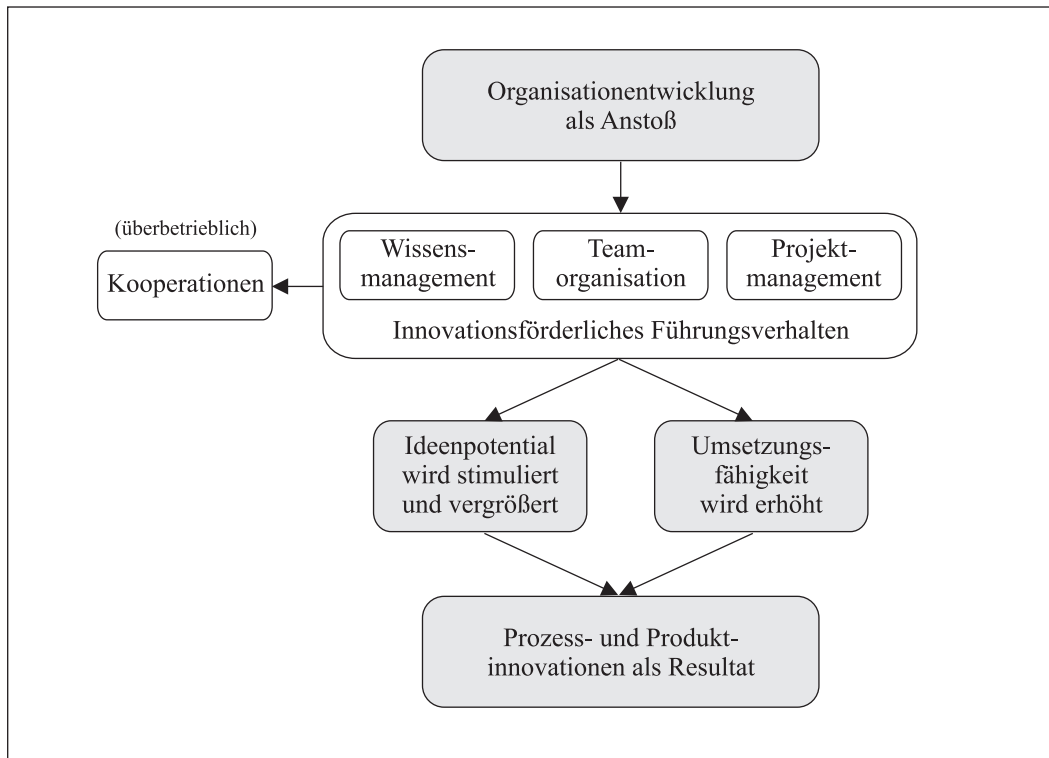 Organisationentwicklung
als Anstoß
(überbetrieblich)
Kooperationen
Wissens-
management
Team-
organisation
Projekt-
management
Innovationsförderliches Führungsverhalten
Ideenpotential
wird stimuliert
und vergrößert
Umsetzungs-
fähigkeit
wird erhöht
Prozess- und Produkt-
innovationen als Resultat